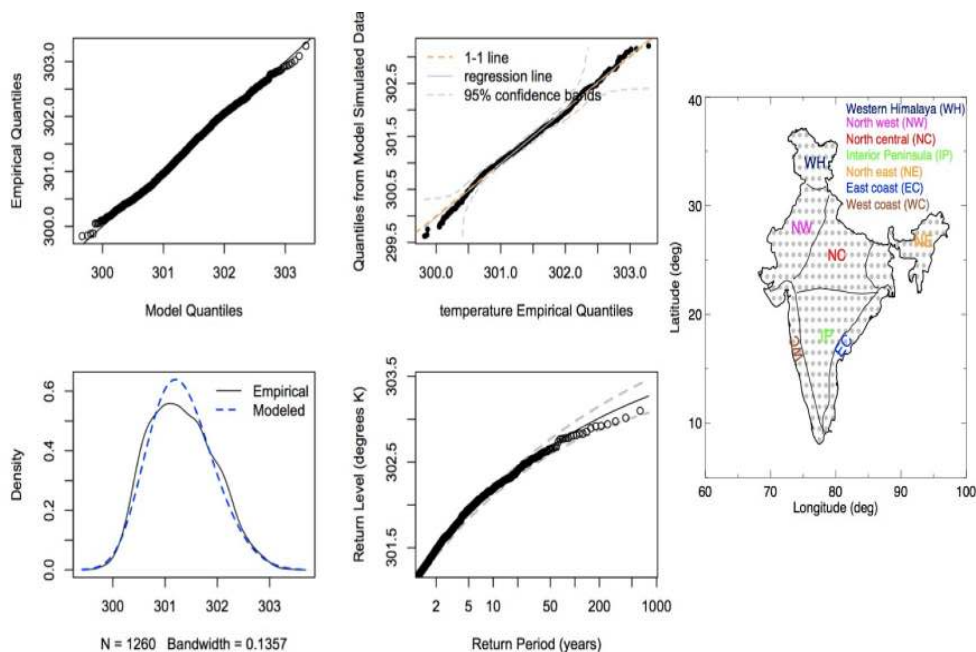 Empirical Quantiles
303.0
302.0
301.0
300.0
300
301
302
303
Model Quantiles
Quantiles from Model Simulated Data
302.5
301.5
300.5
299.5
1-1 line
regression line
95% confidence bands
300.0
301.0
302.0
303.0
temperature Empirical Quantiles
Density
0.6
0.4
0.2
0.0
Empirical
Modeled
300
301
302
303
N = 1260 Bandwidth = 0.1357
Return Level (degrees K)
303.5
302.5
301.5
2
5
10
50
200
1000
Return Period (years)
Western Himalaya (WH)
North west (NW)
North central (NC)
Interior Peninsula (IP)
North east (NE)
East coast (EC)
West coast (WC)
WH
NW
NC
NE
IP
WC
EC
Latitude (deg)
40
30
20
10
60
70
80
90
100
Longitude (deg)